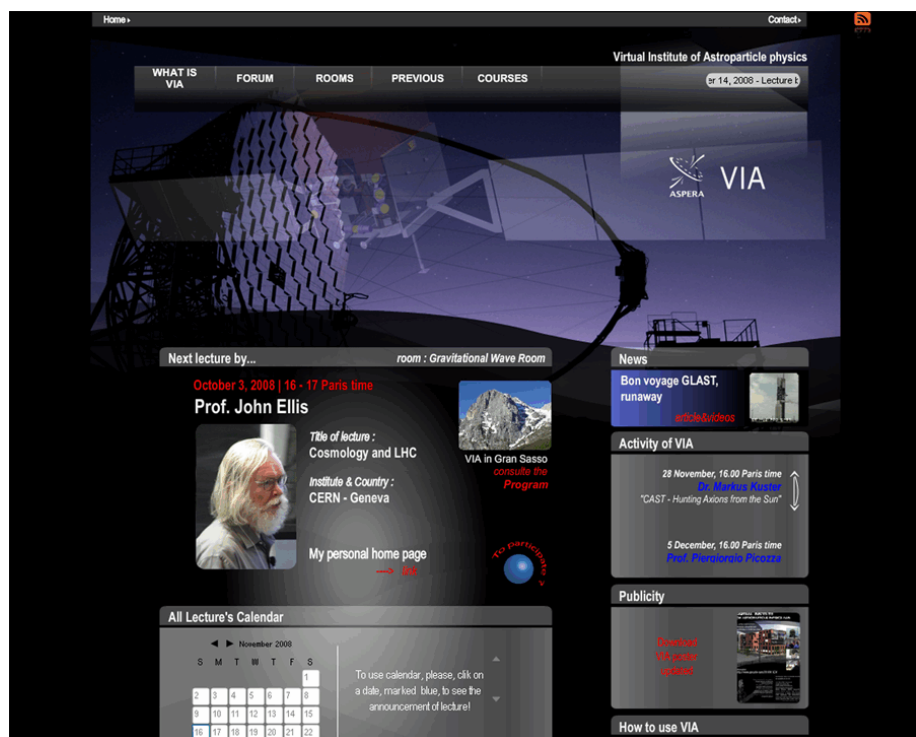 Home
Contact
Virtual Institute of Astroparticle physics
WHAT IS
VIA
FORUM
ROOMS
PREVIOUS
COURSES
er 14, 2008 - Lecture b
ASPERA
VIA
Next lecture by...
room : Gravitational Wave Room
October 3, 2008 | 16 - 17 Paris time
Prof. John Ellis
Title of lecture :
Cosmology and LHC
Institute & Country :
CERN - Geneva
My personal home page
VIA in Gran Sasso
consulte the
Program
To participate >
News
Bon voyage GLAST,
runaway
article&videos
Activity of VIA
28 November, 16.00 Paris time
Dr. Markus Kuster
"CAST - Hunting Axions from the Sun"
5 December, 16.00 Paris time
Prof. Piergiorgio Picozza
Publicity
Download
All Lecture's Calendar
November 2008
S M T W T F S
1
2 3 4 5 6 7 8
9 10 11 12 13 14 15
16 17 18 19 20 21 22
To use calendar, please, clik on
a date, marked blue, to see the
announcement of lecture!
How to use VIA